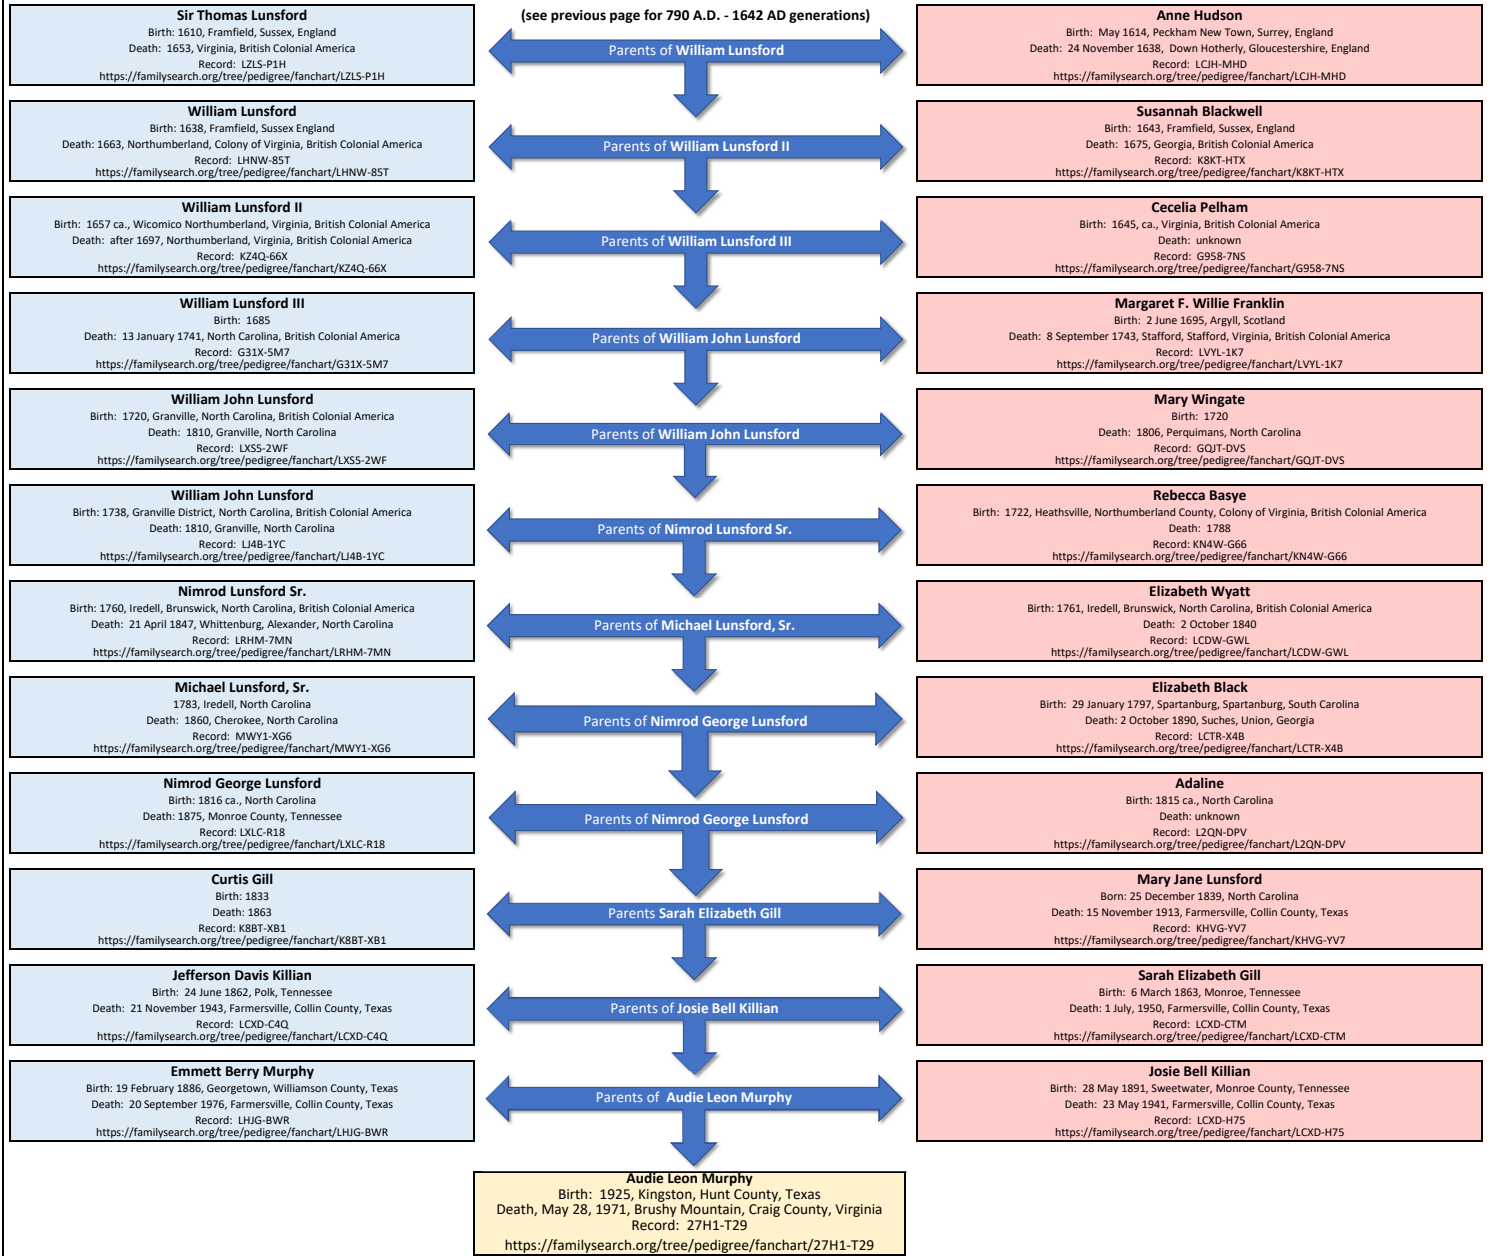 (see previous page for 790 A.D. - 1642 AD generations)
Sir Thomas Lunsford
Birth: 1610, Framfield, Sussex, England
Death: 1653, Virginia, British Colonial America
Record: LZLS-P1H
https://familysearch.org/tree/pedigree/fanchart/LZLS-P1H
Parents of William Lunsford
Anne Hudson
Birth: May 1614, Peckham New Town, Surrey, England
Death: 24 November 1638, Down Hotherly, Gloucestershire, England
Record: LCJH-MHD
https://familysearch.org/tree/pedigree/fanchart/LCJH-MHD
William Lunsford
Birth: 1638, Framfield, Sussex England
Death: 1663, Northumberland, Colony of Virginia, British Colonial America
Record: LHNW-85T
https://familysearch.org/tree/pedigree/fanchart/LHNW-85T
Parents of William Lunsford II
Susannah Blackwell
Birth: 1643, Framfield, Sussex, England
Death: 1675, Georgia, British Colonial America
Record: K8KT-HTX
https://familysearch.org/tree/pedigree/fanchart/K8KT-HTX
William Lunsford II
Birth: 1657 ca., Wicomico Northumberland, Virginia, British Colonial America
Death: after 1697, Northumberland, Virginia, British Colonial America
Record: KZ4Q-66X
https://familysearch.org/tree/pedigree/fanchart/KZ4Q-66X
Parents of William Lunsford III
Cecelia Pelham
Birth: 1645, ca., Virginia, British Colonial America
Death: unknown
Record: G958-7NS
https://familysearch.org/tree/pedigree/fanchart/G958-7NS
William Lunsford III
Birth: 1685
Death: 13 January 1741, North Carolina, British Colonial America
Record: G31X-5M7
https://familysearch.org/tree/pedigree/fanchart/G31X-5M7
Parents of William John Lunsford
Margaret F. Willie Franklin
Birth: 2 June 1695, Argyll, Scotland
Death: 8 September 1743, Stafford, Stafford, Virginia, British Colonial America
Record: LVYL-1K7
https://familysearch.org/tree/pedigree/fanchart/LVYL-1K7
William John Lunsford
Birth: 1720, Granville, North Carolina, British Colonial America
Death: 1810, Granville, North Carolina
Record: LXS5-2WF
https://familysearch.org/tree/pedigree/fanchart/LXS5-2WF
Parents of William John Lunsford
Mary Wingate
Birth: 1720
Death: 1806, Perquimans, North Carolina
Record: GQJT-DVS
https://familysearch.org/tree/pedigree/fanchart/GQJT-DVS
William John Lunsford
Birth: 1738, Granville District, North Carolina, British Colonial America
Death: 1810, Granville, North Carolina
Record: LJ4B-1YC
https://familysearch.org/tree/pedigree/fanchart/LJ4B-1YC
Parents of Nimrod Lunsford Sr.
Rebecca Basye
Birth: 1722, Heathsville, Northumberland County, Colony of Virginia, British Colonial America
Death: 1788
Record: KN4W-G66
https://familysearch.org/tree/pedigree/fanchart/KN4W-G66
Nimrod Lunsford Sr.
Birth: 1760, Iredell, Brunswick, North Carolina, British Colonial America
Death: 21 April 1847, Whittenburg, Alexander, North Carolina
Record: LRHM-7MN
https://familysearch.org/tree/pedigree/fanchart/LRHM-7MN
Parents of Michael Lunsford, Sr.
Elizabeth Wyatt
Birth: 1761, Iredell, Brunswick, North Carolina, British Colonial America
Death: 2 October 1840
Record: LCDW-GWL
https://familysearch.org/tree/pedigree/fanchart/LCDW-GWL
Michael Lunsford, Sr.
1783, Iredell, North Carolina
Death: 1860, Cherokee, North Carolina
Record: MWY1-XG6
https://familysearch.org/tree/pedigree/fanchart/MWY1-XG6
Parents of Nimrod George Lunsford
Elizabeth Black
Birth: 29 January 1797, Spartanburg, Spartanburg, South Carolina
Death: 2 October 1890, Suches, Union, Georgia
Record: LCTR-X4B
https://familysearch.org/tree/pedigree/fanchart/LCTR-X4B
Nimrod George Lunsford
Birth: 1816 ca., North Carolina
Death: 1875, Monroe County, Tennessee
Record: LXLC-R18
https://familysearch.org/tree/pedigree/fanchart/LXLC-R18
Parents of Nimrod George Lunsford
Adaline
Birth: 1815 ca., North Carolina
Death: unknown
Record: L2QN-DPV
https://familysearch.org/tree/pedigree/fanchart/L2QN-DPV
Curtis Gill
Birth: 1833
Death: 1863
Record: K8BT-XB1
https://familysearch.org/tree/pedigree/fanchart/K8BT-XB1
Parents Sarah Elizabeth Gill
Mary Jane Lunsford
Born: 25 December 1839, North Carolina
Death: 15 November 1913, Farmersville, Collin County, Texas
Record: KHVG-YV7
https://familysearch.org/tree/pedigree/fanchart/KHVG-YV7
Jefferson Davis Killian
Birth: 24 June 1862, Polk, Tennessee
Death: 21 November 1943, Farmersville, Collin County, Texas
Record: LCXD-C4Q
https://familysearch.org/tree/pedigree/fanchart/LCXD-C4Q
Parents of Josie Bell Killian
Sarah Elizabeth Gill
Birth: 6 March 1863, Monroe, Tennessee
Death: 1 July, 1950, Farmersville, Collin County, Texas
Record: LCXD-CTM
https://familysearch.org/tree/pedigree/fanchart/LCXD-CTM
Emmett Berry Murphy
Birth: 19 February 1886, Georgetown, Williamson County, Texas
Death: 20 September 1976, Farmersville, Collin County, Texas
Record: LHJG-BWR
https://familysearch.org/tree/pedigree/fanchart/LHJG-BWR
Parents of Audie Leon Murphy
Josie Bell Killian
Birth: 28 May 1891, Sweetwater, Monroe County, Tennessee
Death: 23 May 1941, Farmersville, Collin County, Texas
Record: LCXD-H75
https://familysearch.org/tree/pedigree/fanchart/LCXD-H75
Audie Leon Murphy
Birth: 1925, Kingston, Hunt County, Texas
Death, May 28, 1971, Brushy Mountain, Craig County, Virginia
Record: 27H1-T29
https://familysearch.org/tree/pedigree/fanchart/27H1-T29